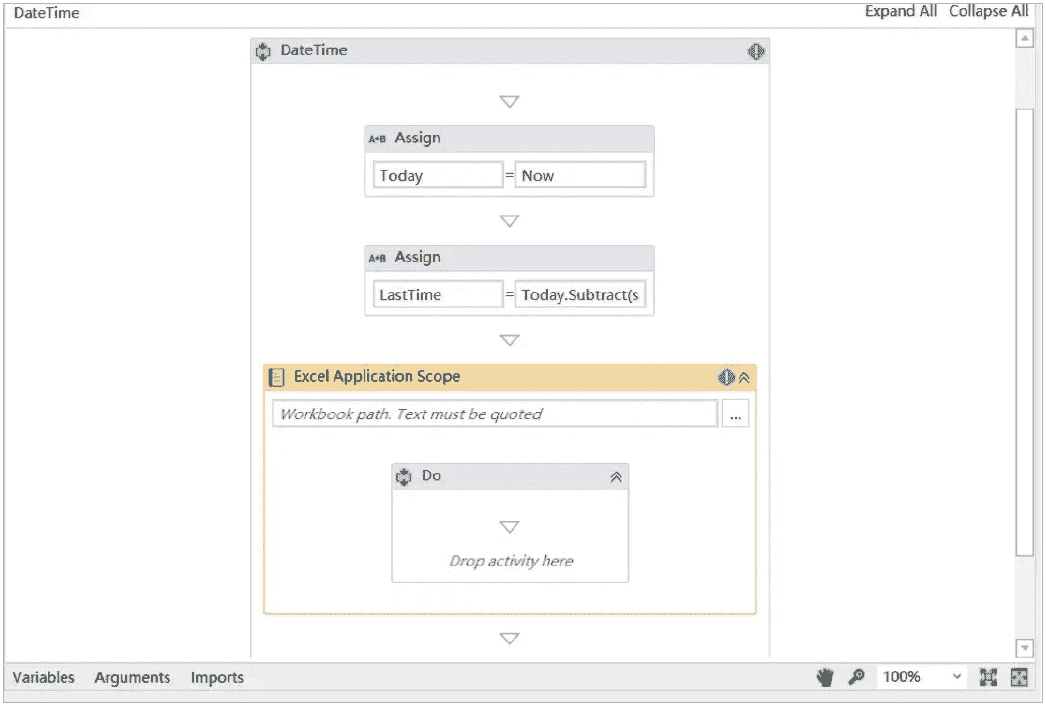 DateTime
Expand All Collapse All
DateTime
A+B Assign
Today = Now
A+B Assign
LastTime = Today.Subtract(s
Excel Application Scope
Workbook path. Text must be quoted ...
Do
Drop activity here
Variables Arguments Imports 100%